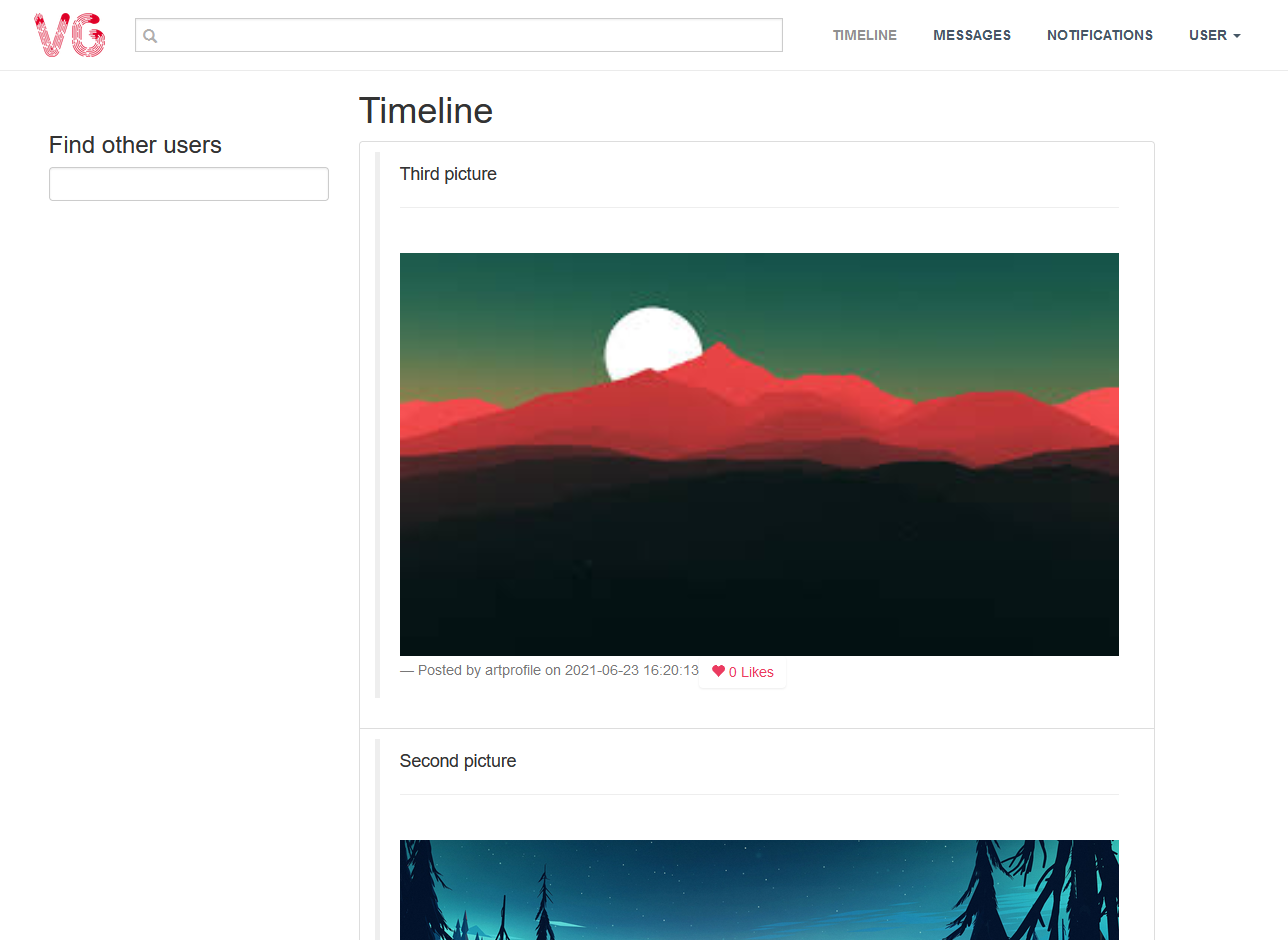 VG
TIMELINE
MESSAGES
NOTIFICATIONS
USER
Timeline
Find other users
Third picture
— Posted by artprofile on 2021-06-23 16:20:13
0 Likes
Second picture